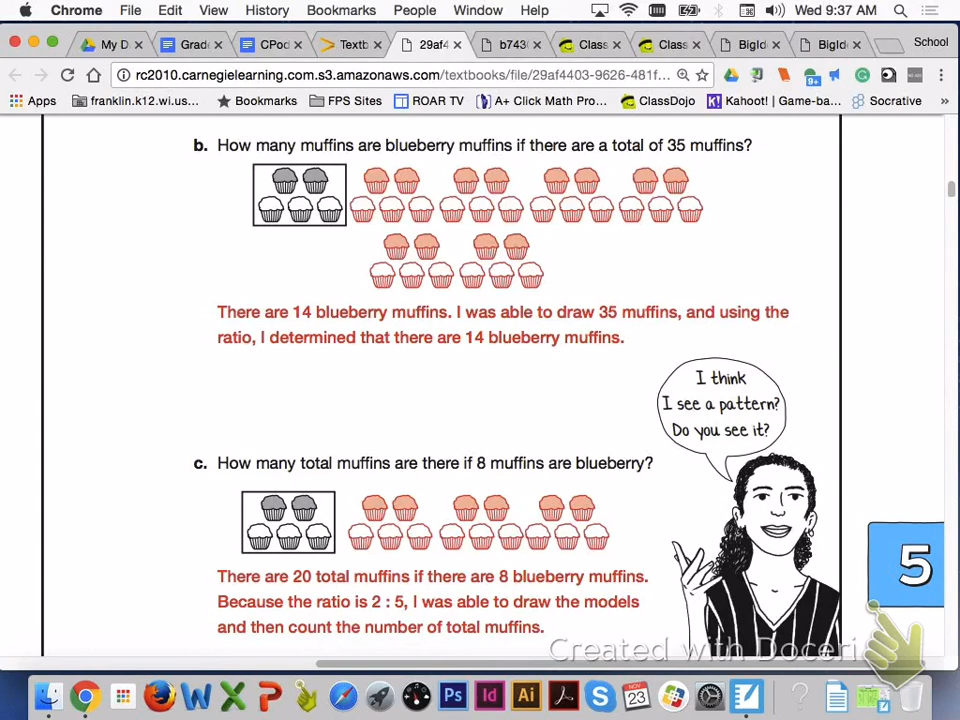 Chrome File Edit View History Bookmarks People Window Help Wed 9:37 AM
My D Grade CPod Textb 29af4 b743 Class Class BigId BigId School
rc2010.carnegielearning.com.s3.amazonaws.com/textbooks/file/29af4403-9626-481f...
Apps franklin.k12.wi.us... Bookmarks FPS Sites ROAR TV A+ Click Math Pro... ClassDojo Kahoot! | Game-ba... Socrative »
b. How many muffins are blueberry muffins if there are a total of 35 muffins?
There are 14 blueberry muffins. I was able to draw 35 muffins, and using the
ratio, I determined that there are 14 blueberry muffins.
I think
I see a pattern?
Do you see it?
c. How many total muffins are there if 8 muffins are blueberry?
5
There are 20 total muffins if there are 8 blueberry muffins.
Because the ratio is 2 : 5, I was able to draw the models
and then count the number of total muffins.
Created with Doceri
Ps Id Ai NOV 23